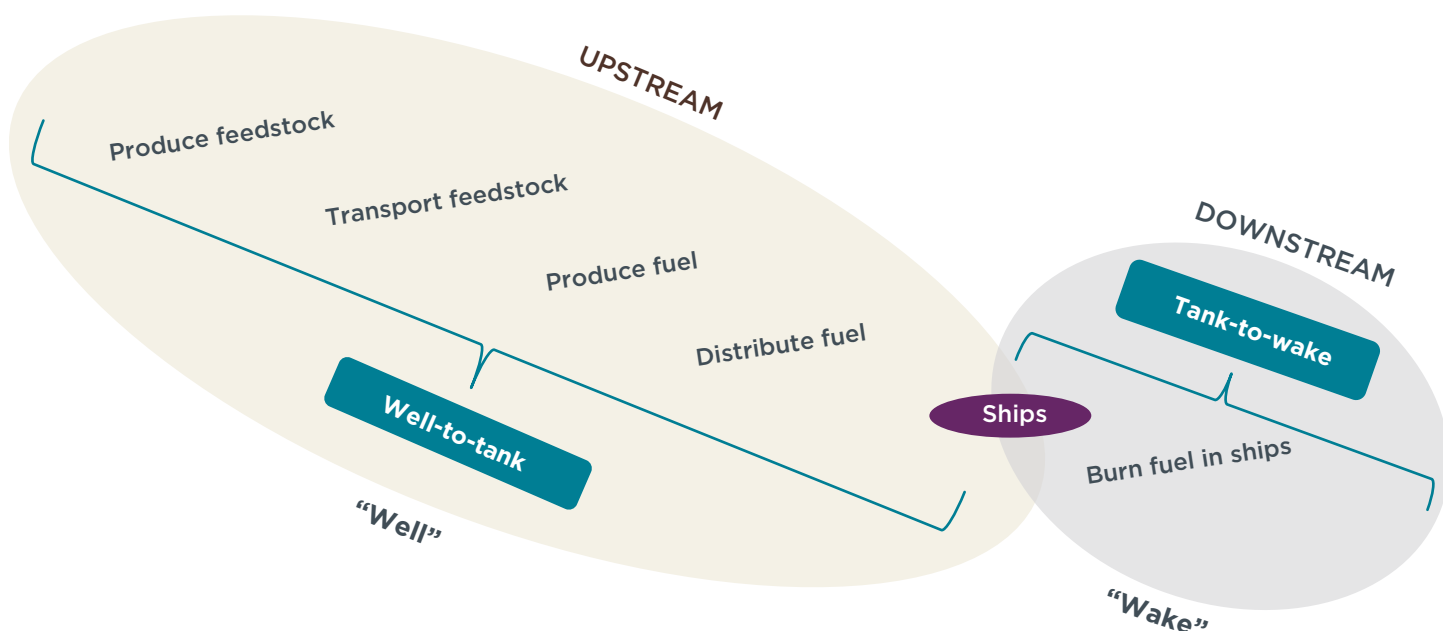 UPSTREAM
Produce feedstock
Transport feedstock
Produce fuel
Distribute fuel
Well-to-tank
“Well”
Ships
DOWNSTREAM
Tank-to-wake
Burn fuel in ships
“Wake”